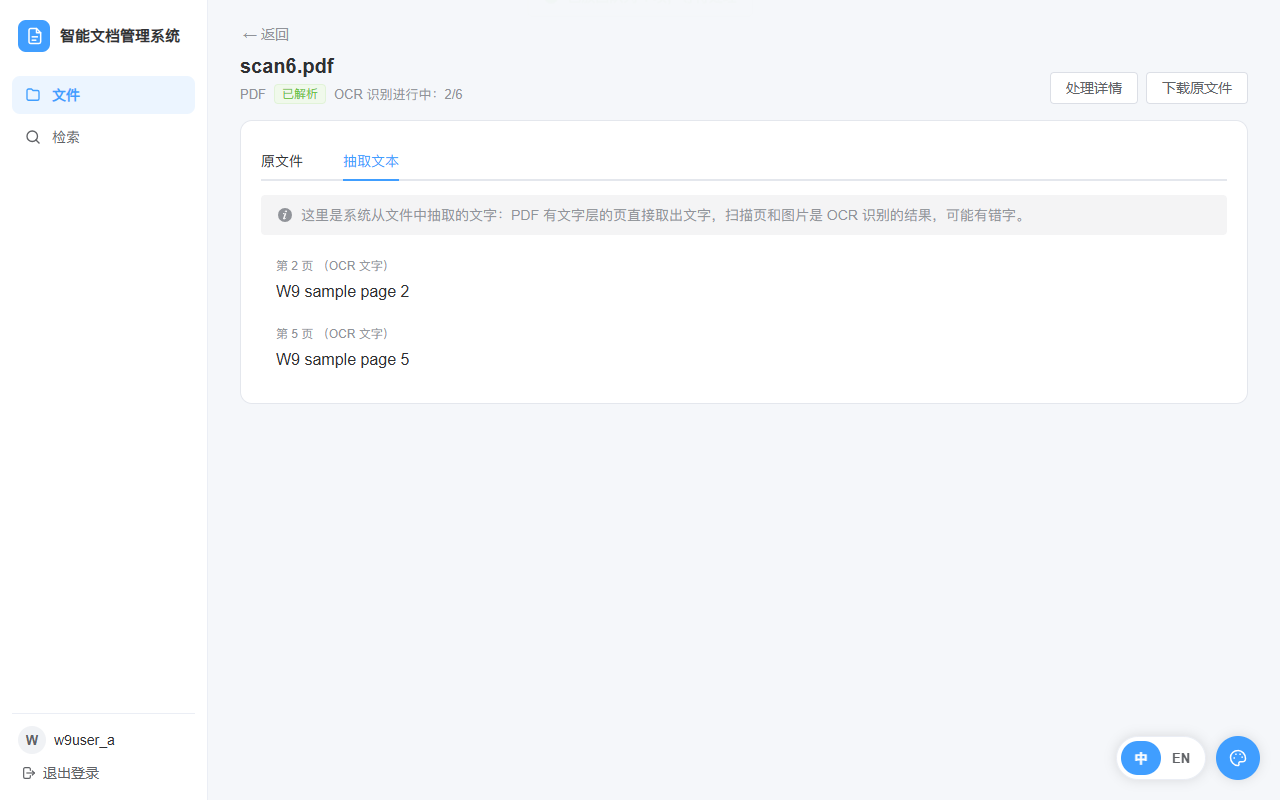 智能文档管理系统
文件
检索
w9user_a
W
退出登录
← 返回
scan6.pdf
PDF 已解析 OCR 识别进行中：2/6
处理详情 下载原文件
原文件 抽取文本
这里是系统从文件中抽取的文字：PDF 有文字层的页直接取出文字，扫描页和图片是 OCR 识别的结果，可能有错字。
第 2 页 （OCR 文字）
W9 sample page 2
第 5 页 （OCR 文字）
W9 sample page 5
中 EN